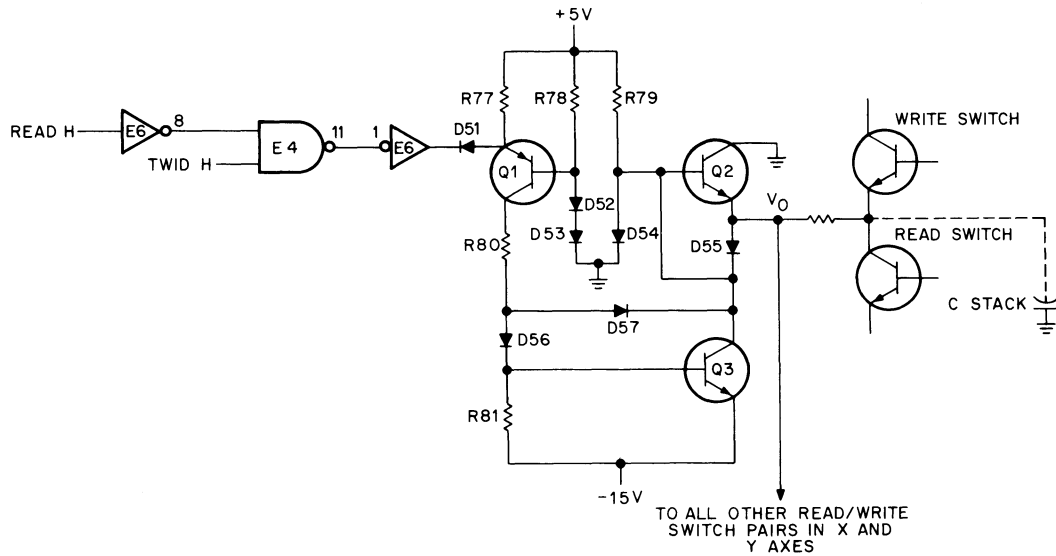 +5V
R77
R78
R79
READ H
E6
8
TWID H
E4
11
1
E6
D51
Q1
Q2
WRITE SWITCH
D52
D53
D54
VO
READ SWITCH
D55
R80
C STACK
D57
D56
Q3
R81
-15V
TO ALL OTHER READ/WRITE
SWITCH PAIRS IN X AND
Y AXES